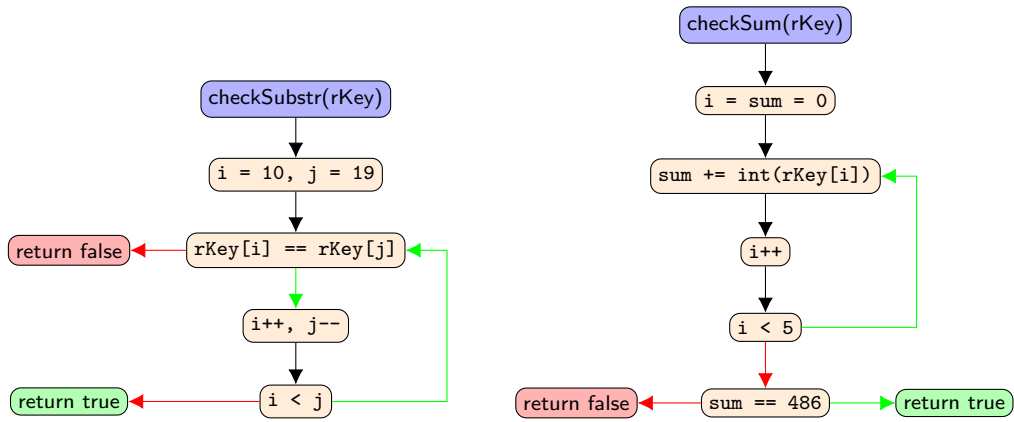 checkSubstr(rKey)
i = 10, j = 19
rKey[i] == rKey[j]
return false
i++, j--
i < j
return true
checkSum(rKey)
i = sum = 0
sum += int(rKey[i])
i++
i < 5
sum == 486
return false
return true